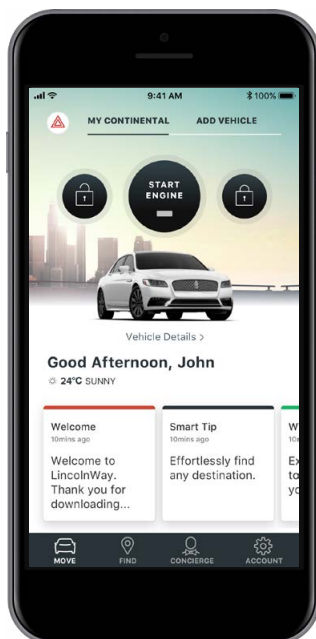 9:41 AM
100%
MY CONTINENTAL
ADD VEHICLE
START
ENGINE
Vehicle Details >
Good Afternoon, John
24°C SUNNY
Welcome
10mins ago
Welcome to
LincolnWay.
Thank you for
downloading...
Smart Tip
10mins ago
Effortlessly find
any destination.
MOVE
FIND
CONCIERGE
ACCOUNT